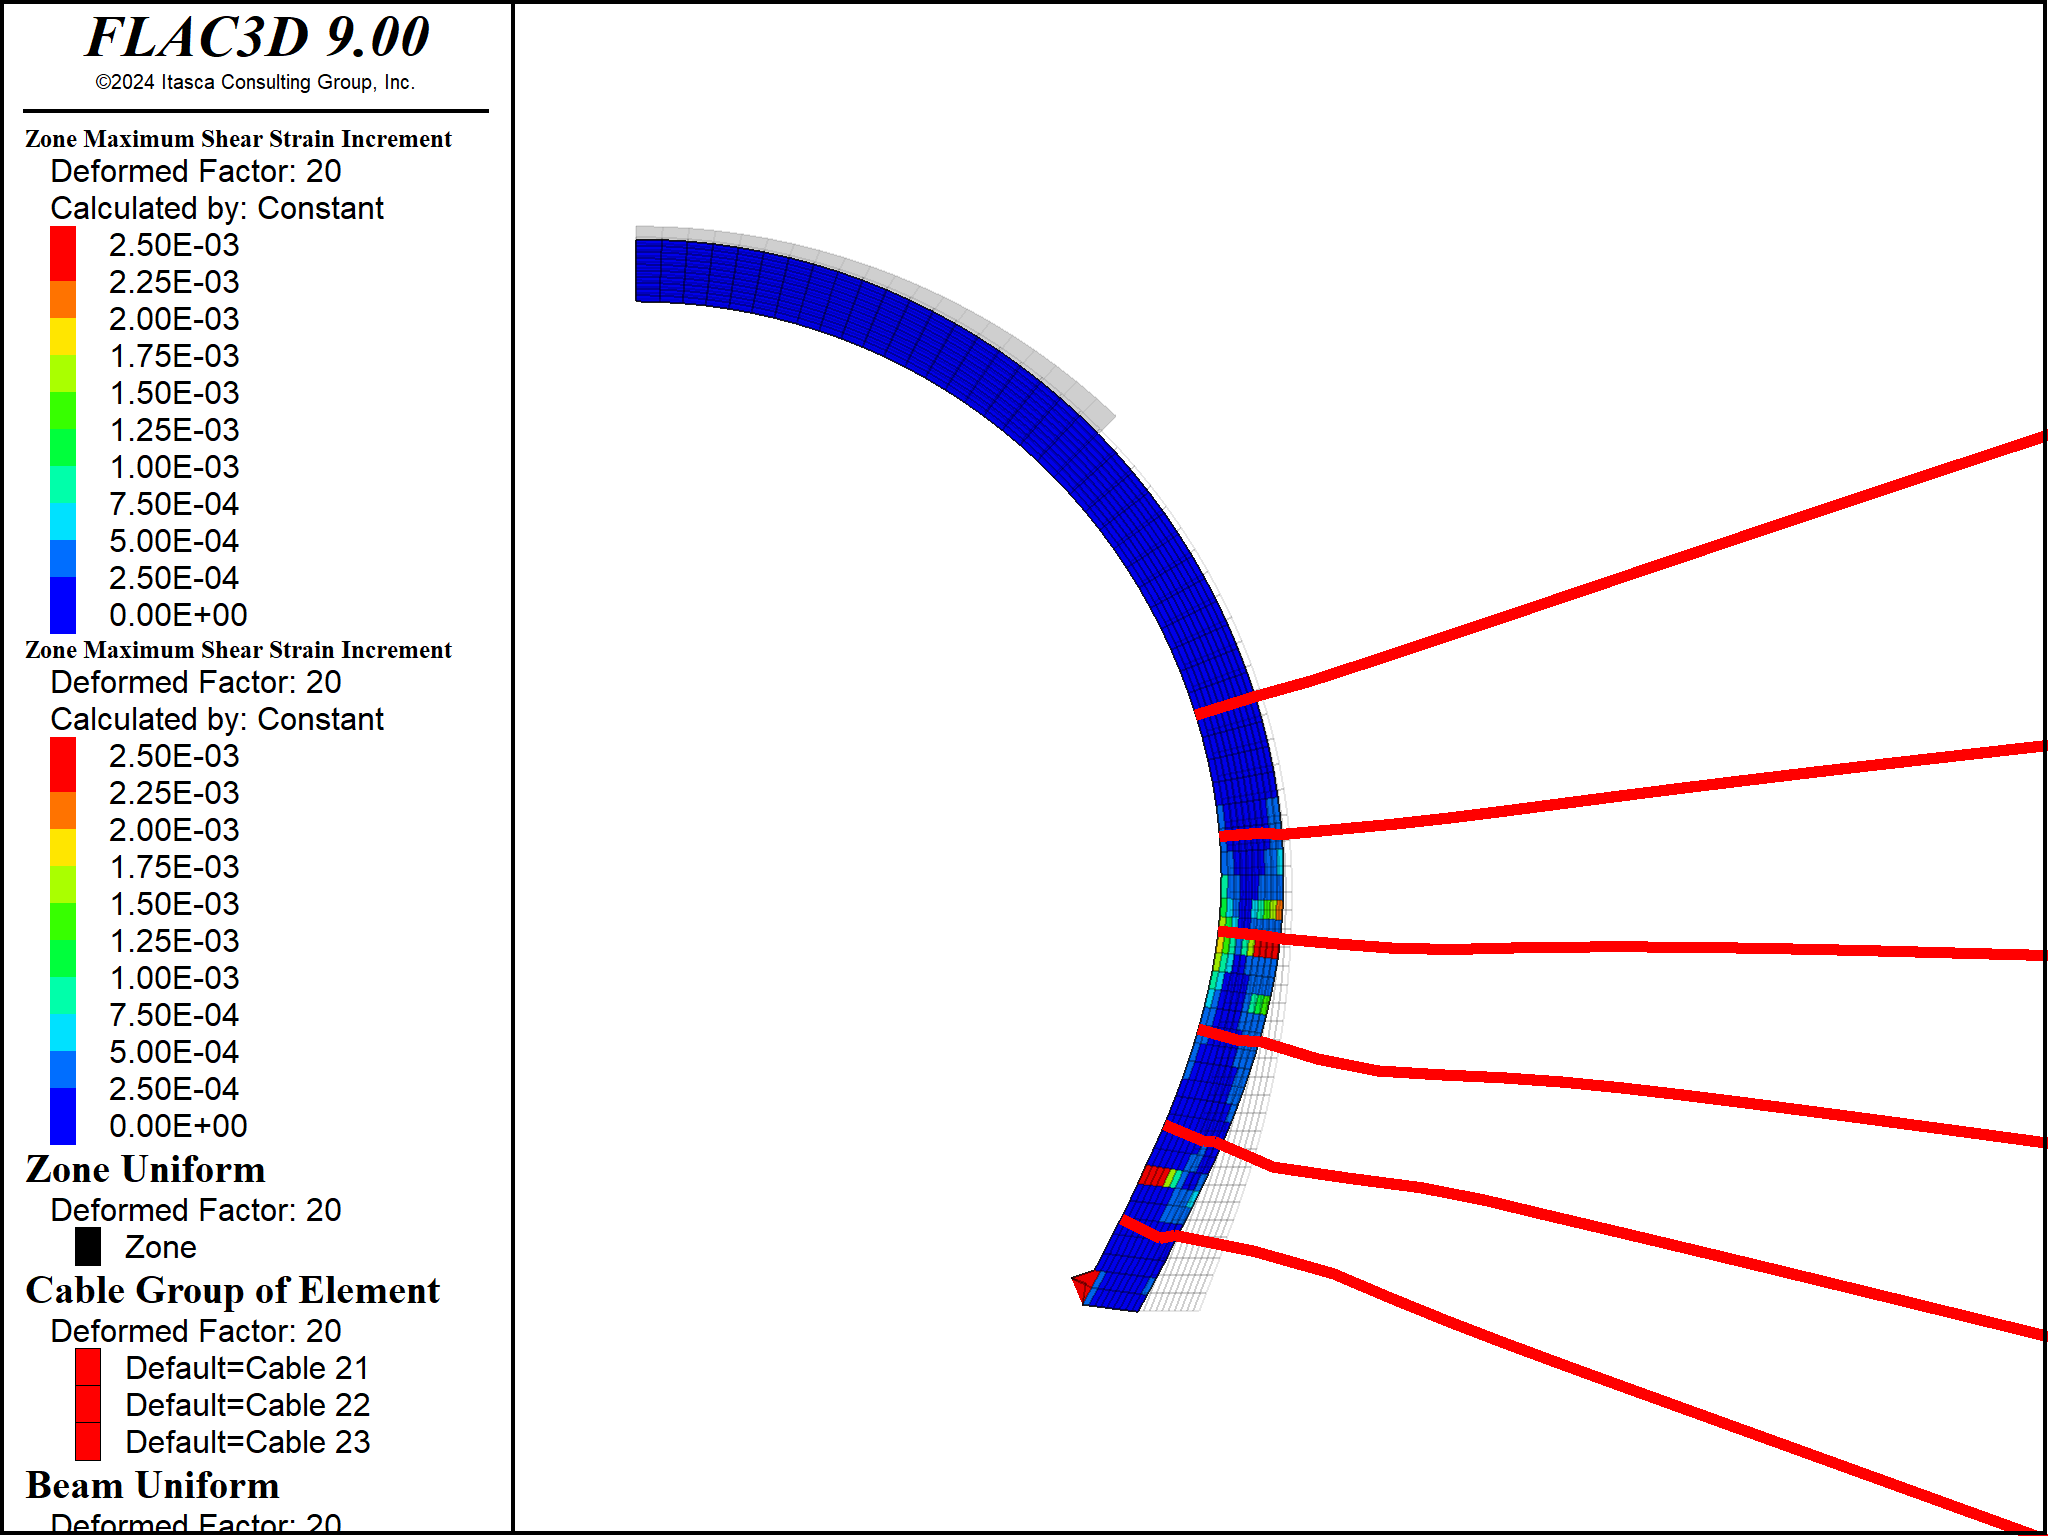 FLAC3D 9.00
©2024 Itasca Consulting Group, Inc.
Zone Maximum Shear Strain Increment
Deformed Factor: 20
Calculated by: Constant
2.50E-03
2.25E-03
2.00E-03
1.75E-03
1.50E-03
1.25E-03
1.00E-03
7.50E-04
5.00E-04
2.50E-04
0.00E+00
Zone Maximum Shear Strain Increment
Deformed Factor: 20
Calculated by: Constant
2.50E-03
2.25E-03
2.00E-03
1.75E-03
1.50E-03
1.25E-03
1.00E-03
7.50E-04
5.00E-04
2.50E-04
0.00E+00
Zone Uniform
Deformed Factor: 20
Zone
Cable Group of Element
Deformed Factor: 20
Default=Cable 21
Default=Cable 22
Default=Cable 23
Beam Uniform
Deformed Factor: 20